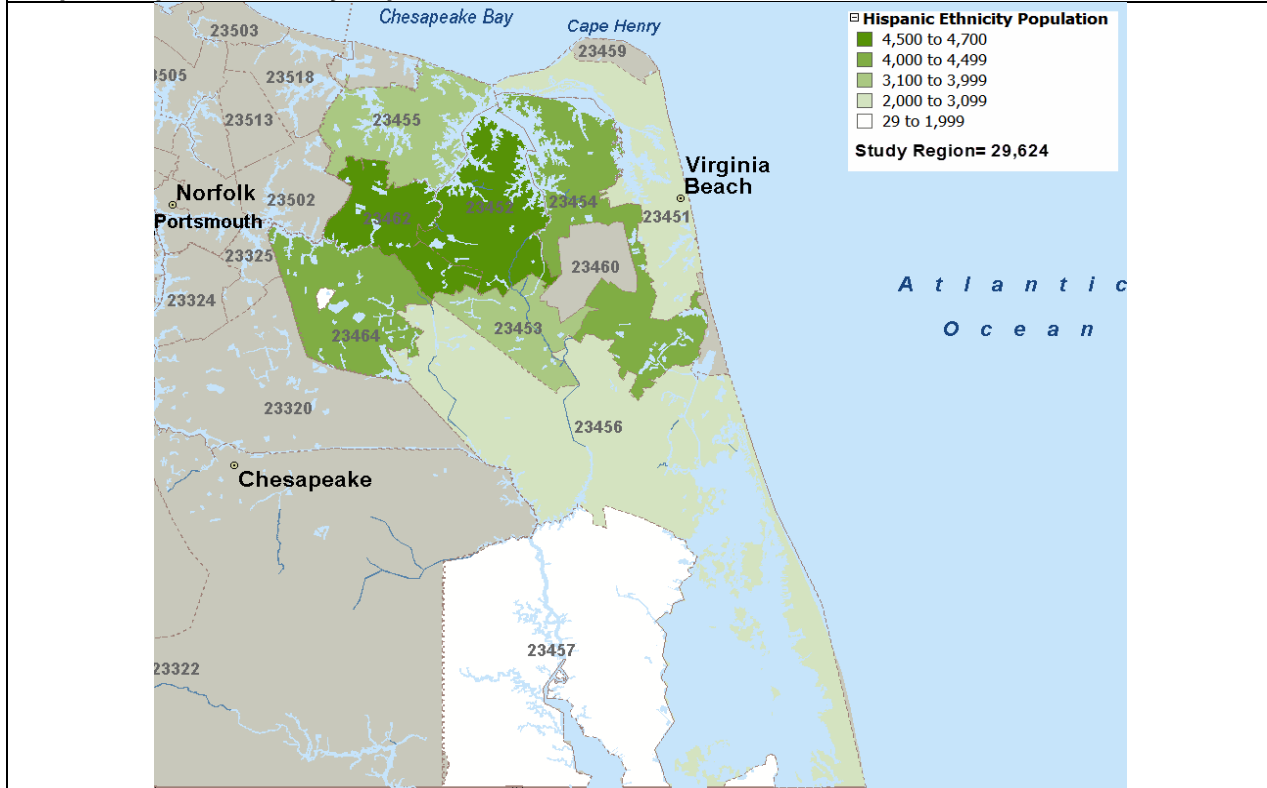 Chesapeake Bay
Cape Henry
Hispanic Ethnicity Population
4,500 to 4,700
4,000 to 4,499
3,100 to 3,999
2,000 to 3,099
29 to 1,999
Study Region= 29,624
23503
23459
23518
23513
23455
Virginia
Beach
Norfolk
Portsmouth
23502
23462
23452
23454
23451
23325
23460
23324
23464
23453
Atlantic
Ocean
23320
23456
Chesapeake
23457
23322